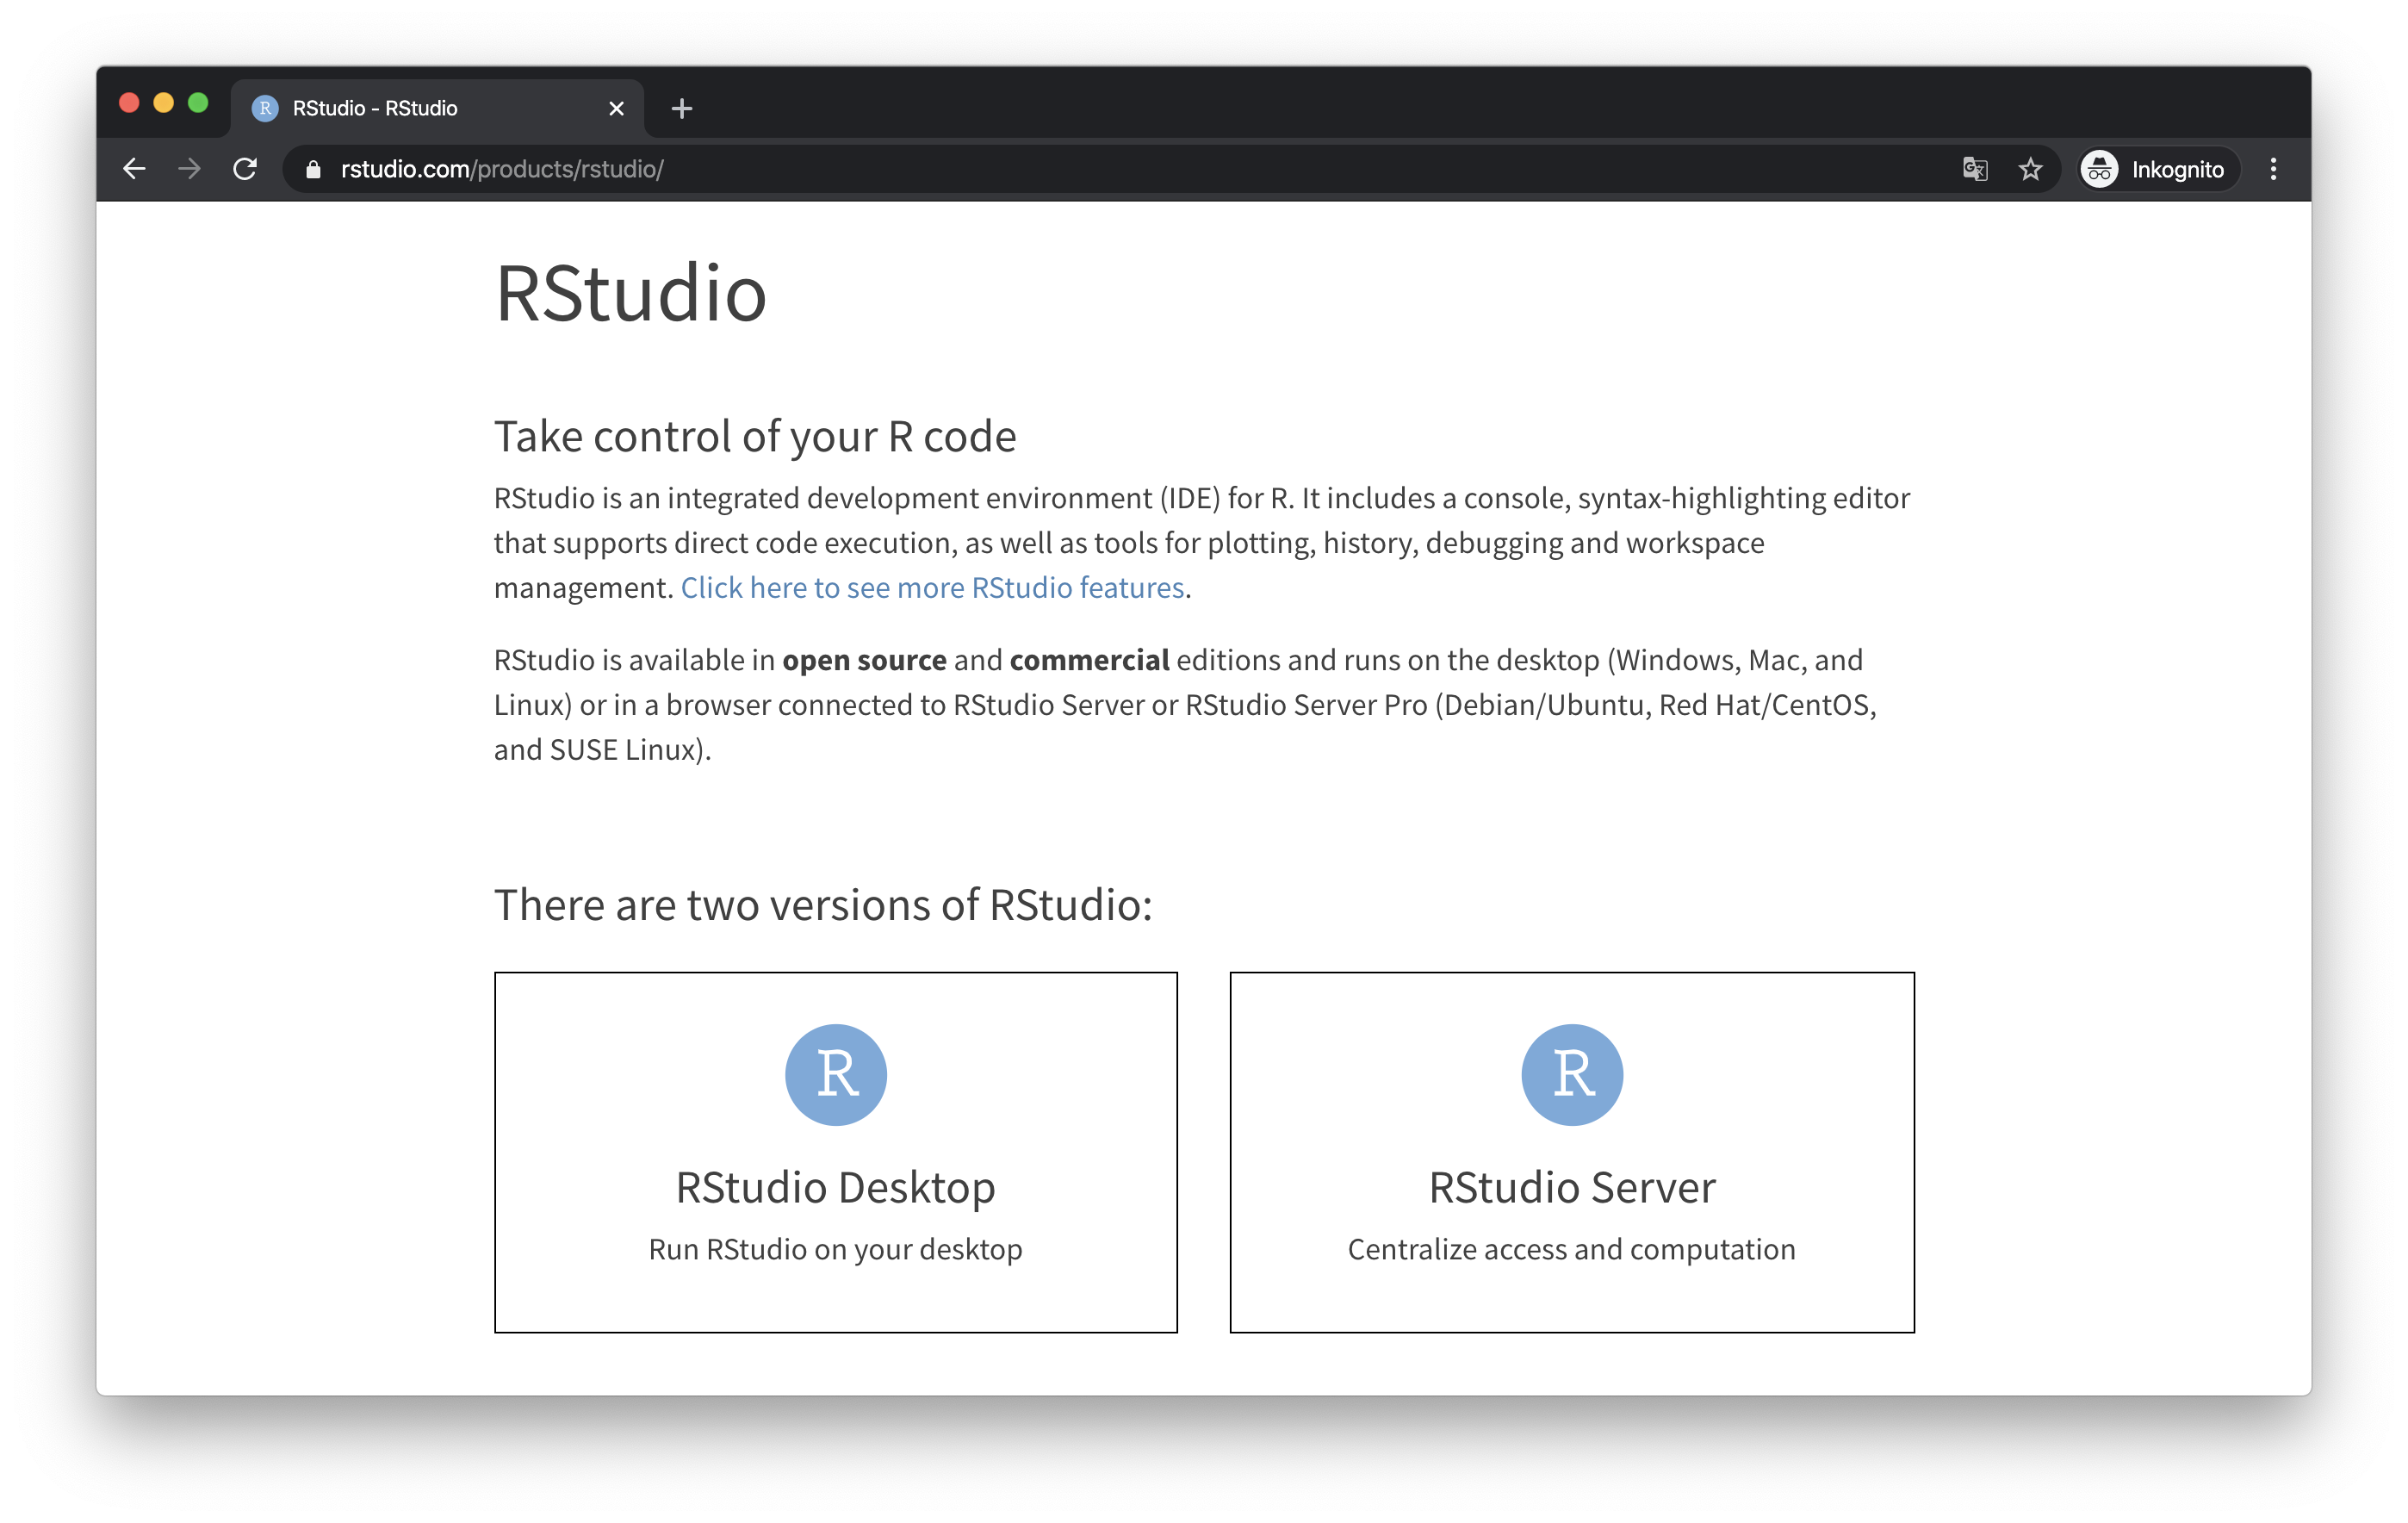 R RStudio - RStudio
rstudio.com/products/rstudio/
Inkognito
RStudio
Take control of your R code
RStudio is an integrated development environment (IDE) for R. It includes a console, syntax-highlighting editor
that supports direct code execution, as well as tools for plotting, history, debugging and workspace
management. Click here to see more RStudio features.
RStudio is available in open source and commercial editions and runs on the desktop (Windows, Mac, and
Linux) or in a browser connected to RStudio Server or RStudio Server Pro (Debian/Ubuntu, Red Hat/CentOS,
and SUSE Linux).
There are two versions of RStudio:
R
RStudio Desktop
Run RStudio on your desktop
R
RStudio Server
Centralize access and computation